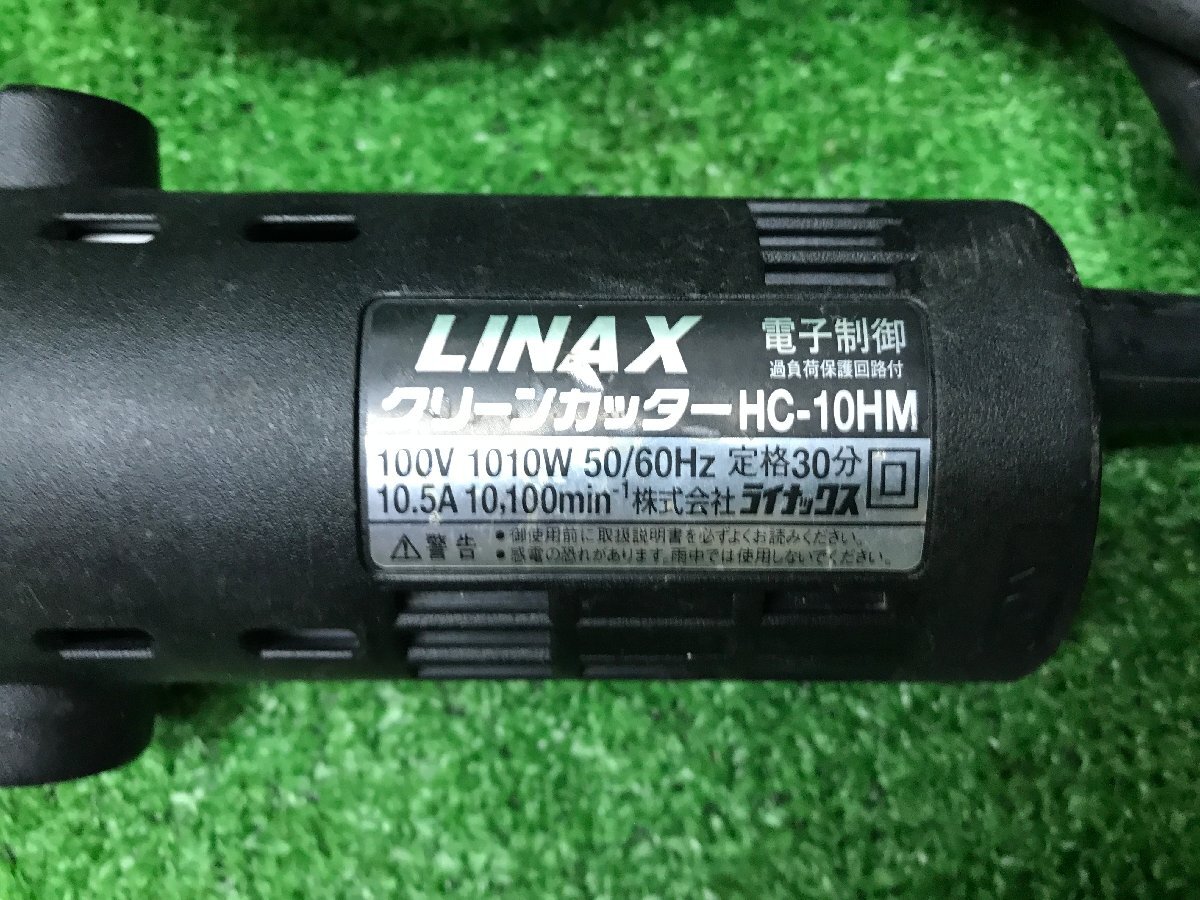 LINAX 電子制御
過負荷保護回路付
クリーンカッター HC-10HM
100V 1010W 50/60Hz 定格30分
10.5A 10,100min⁻¹ 株式会社 ライナックス
警告 •御使用前に取扱説明書を必ずよくお読みください。
•感電の恐れがあります。雨中では使用しないでください。